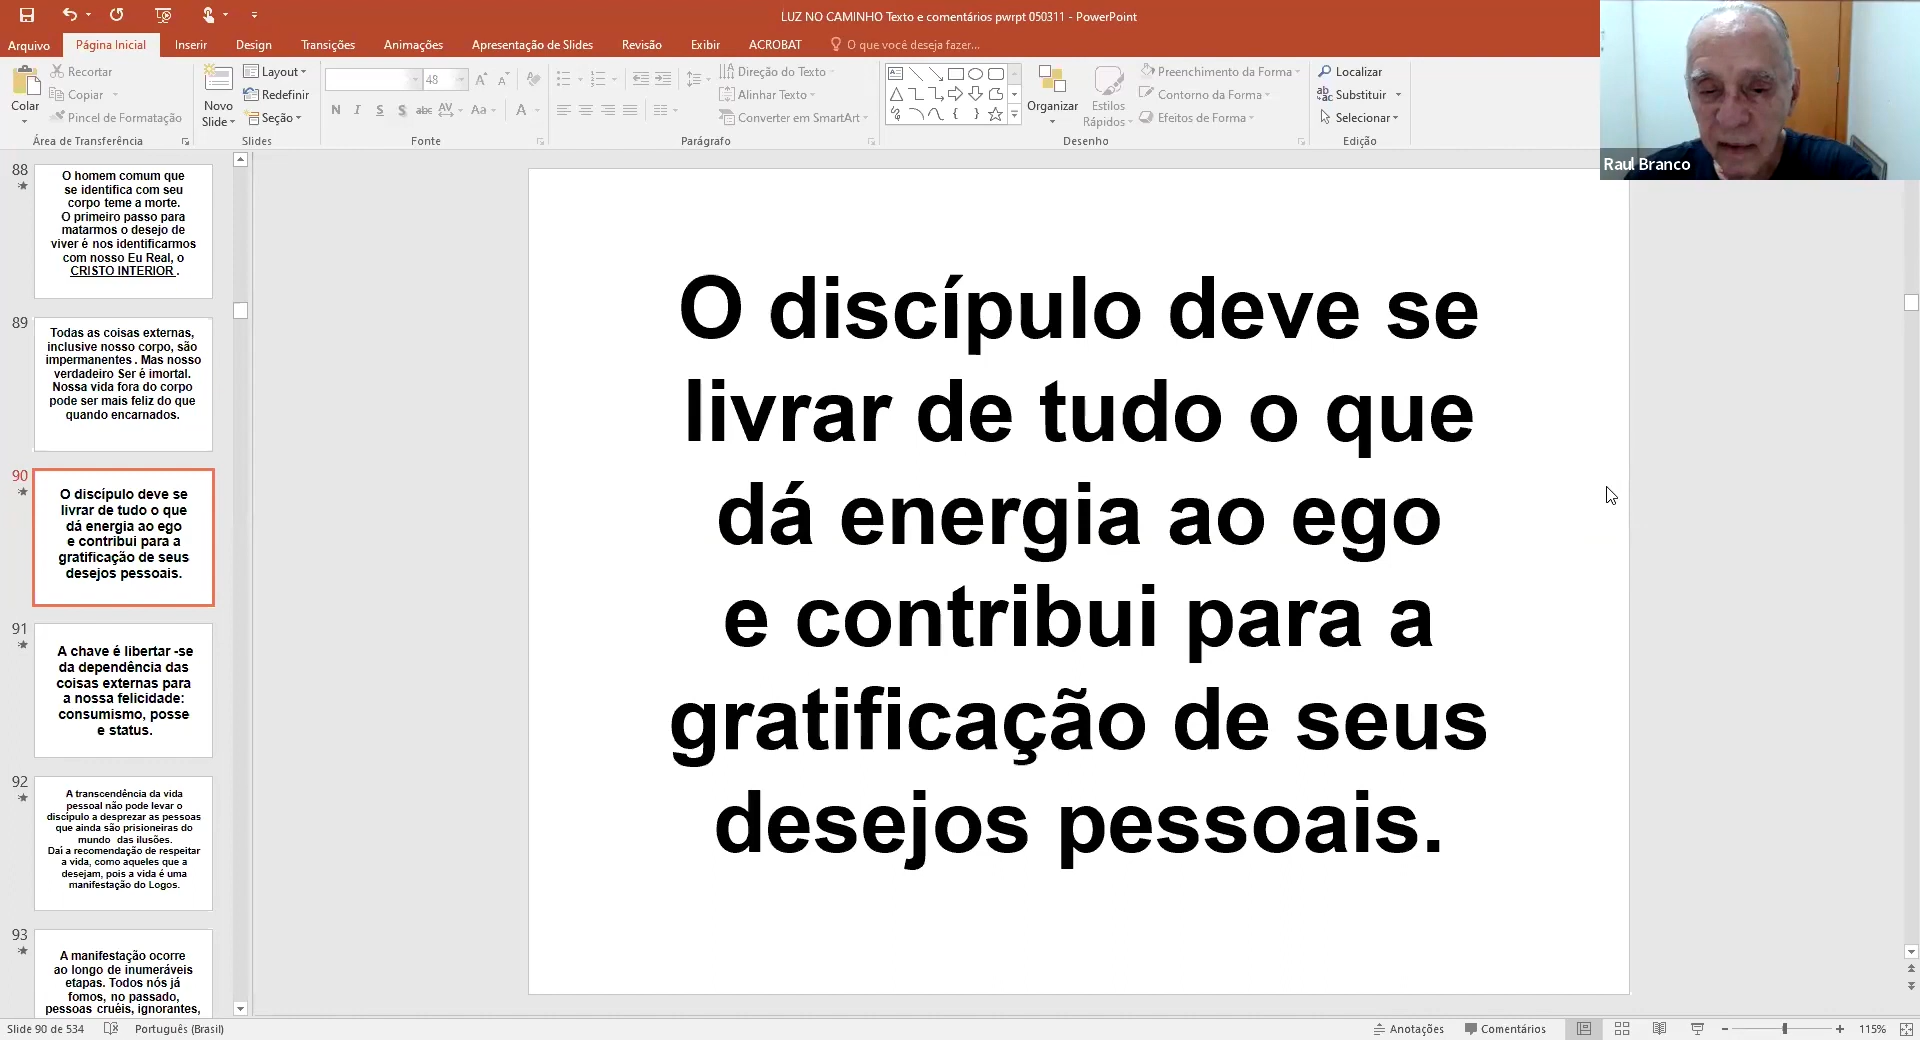 LUZ NO CAMINHO Texto e comentários pwrpt 050311 - PowerPoint
Arquivo Página Inicial Inserir Design Transições Animações Apresentação de Slides Revisão Exibir ACROBAT O que você deseja fazer...
Colar
Recortar
Copiar
Pincel de Formatação
Área de Transferência
Novo
Slide
Layout
Redefinir
Seção
Slides
48
N I S S abc AV Aa A
Fonte
Direção do Texto
Alinhar Texto
Converter em SmartArt
Parágrafo
Organizar
Estilos
Rápidos
Preenchimento da Forma
Contorno da Forma
Efeitos de Forma
Desenho
Localizar
Substituir
Selecionar
Edição
Raul Branco
88
O homem comum que
se identifica com seu
corpo teme a morte.
O primeiro passo para
matarmos o desejo de
viver é nos identificarmos
com nosso Eu Real, o
CRISTO INTERIOR .
89
Todas as coisas externas,
inclusive nosso corpo, são
impermanentes . Mas nosso
verdadeiro Ser é imortal.
Nossa vida fora do corpo
pode ser mais feliz do que
quando encarnados.
90
O discípulo deve se
livrar de tudo o que
dá energia ao ego
e contribui para a
gratificação de seus
desejos pessoais.
91
A chave é libertar -se
da dependência das
coisas externas para
a nossa felicidade:
consumismo, posse
e status.
92
A transcendência da vida
pessoal não pode levar o
discípulo a desprezar as pessoas
que ainda são prisioneiras do
mundo das ilusões.
Daí a recomendação de respeitar
a vida, como aqueles que a
desejam, pois a vida é uma
manifestação do Logos.
93
A manifestação ocorre
ao longo de inumeráveis
etapas. Todos nós já
fomos, no passado,
pessoas cruéis, ignorantes,
O discípulo deve se
livrar de tudo o que
dá energia ao ego
e contribui para a
gratificação de seus
desejos pessoais.
Slide 90 de 534 Português (Brasil) Anotações Comentários 115%